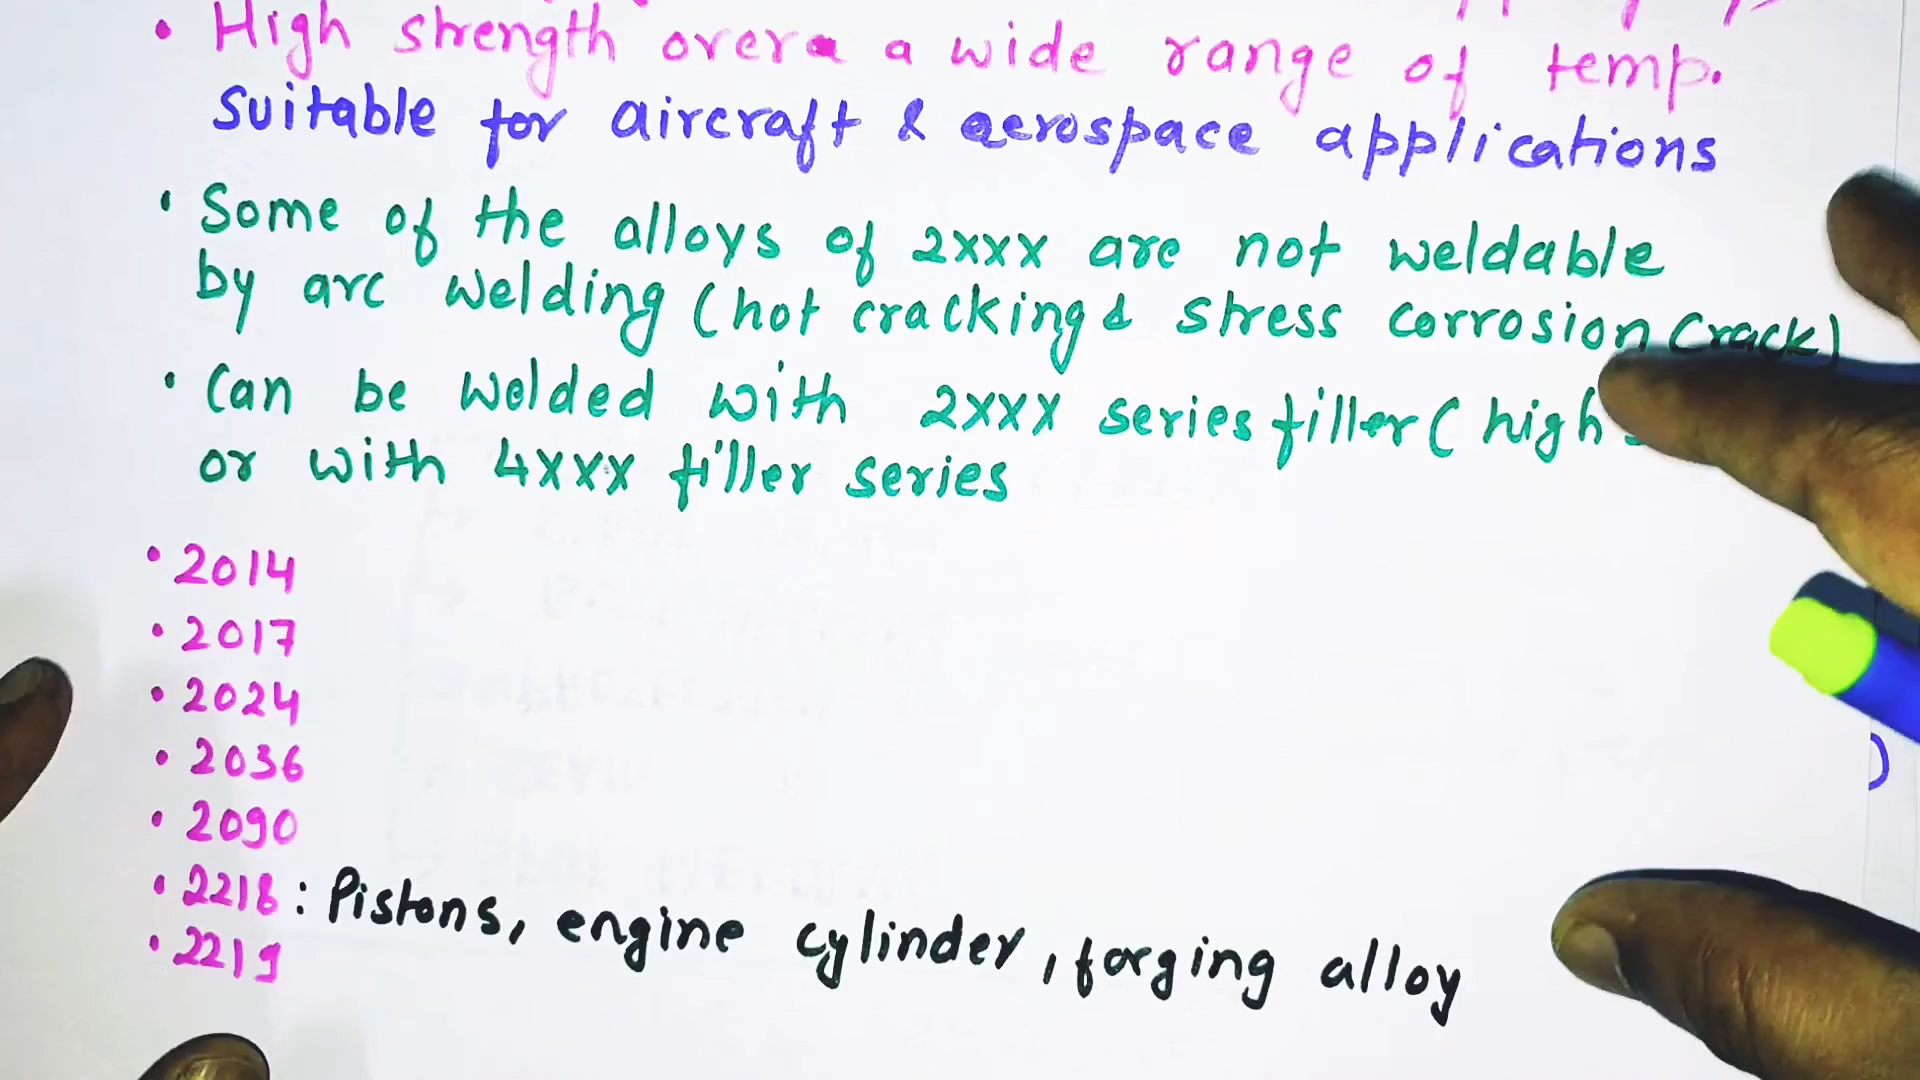 • High strength over a wide range of temp.
suitable for aircraft & aerospace applications
• Some of the alloys of 2xxx are not weldable
by arc welding (hot cracking & stress corrosion crack)
• Can be welded with 2xxx series filler ( high
or with 4xxx filler series
• 2014
• 2017
• 2024
• 2036
• 2090
• 2218 : Pistons, engine cylinder, forging alloy
• 2219